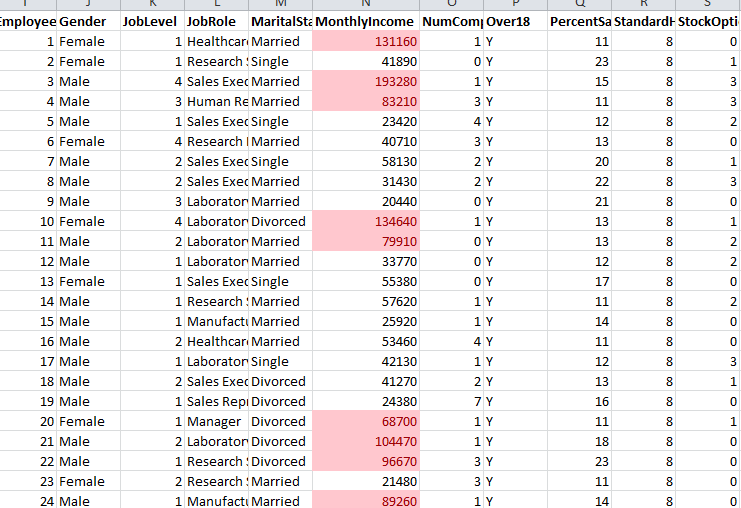 I J K L M N O P Q R S
Employee Gender JobLevel JobRole MaritalSta MonthlyIncome NumComp Over18 PercentSa StandardH StockOpti
1 Female 1 Healthcar Married 131160 1 Y 11 8 0
2 Female 1 Research S Single 41890 0 Y 23 8 1
3 Male 4 Sales Exec Married 193280 1 Y 15 8 3
4 Male 3 Human Re Married 83210 3 Y 11 8 3
5 Male 1 Sales Exec Single 23420 4 Y 12 8 2
6 Female 4 Research Married 40710 3 Y 13 8 0
7 Male 2 Sales Exec Single 58130 2 Y 20 8 1
8 Male 2 Sales Exec Married 31430 2 Y 22 8 3
9 Male 3 Laborator Married 20440 0 Y 21 8 0
10 Female 4 Laborator Divorced 134640 1 Y 13 8 1
11 Male 2 Laborator Married 79910 0 Y 13 8 2
12 Male 1 Laborator Married 33770 0 Y 12 8 2
13 Female 1 Sales Exec Single 55380 0 Y 17 8 0
14 Male 1 Research S Married 57620 1 Y 11 8 2
15 Male 1 Manufactu Married 25920 1 Y 14 8 0
16 Male 2 Healthcar Married 53460 4 Y 11 8 0
17 Male 1 Laborator Single 42130 1 Y 12 8 3
18 Male 2 Sales Exec Divorced 41270 2 Y 13 8 1
19 Male 1 Sales Repr Divorced 24380 7 Y 16 8 0
20 Female 1 Manager Divorced 68700 1 Y 11 8 1
21 Male 2 Laborator Divorced 104470 1 Y 18 8 0
22 Male 1 Research S Divorced 96670 3 Y 23 8 0
23 Female 2 Research S Married 21480 3 Y 11 8 0
24 Male 1 Manufactu Married 89260 1 Y 14 8 0